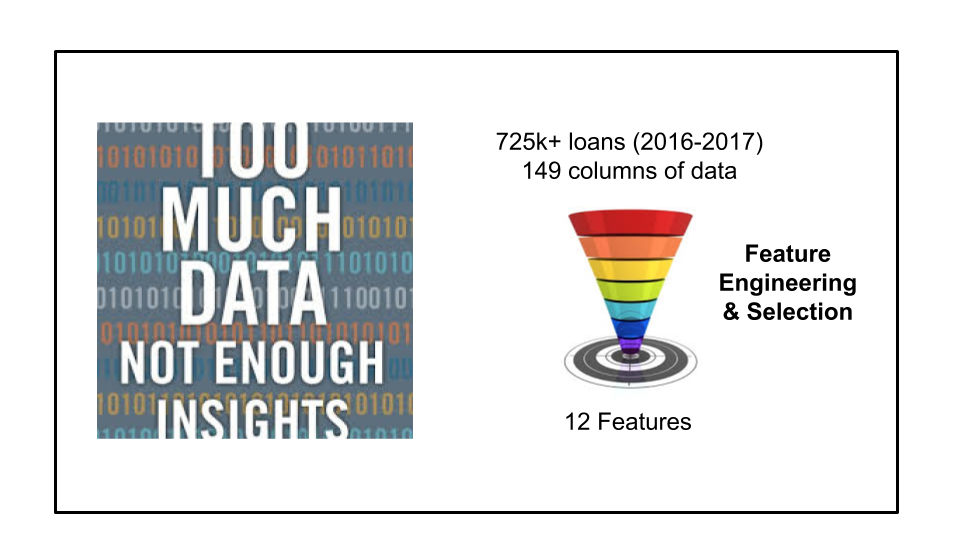 TOO
MUCH
DATA
NOT ENOUGH
INSIGHTS
725k+ loans (2016-2017)
149 columns of data
Feature
Engineering
& Selection
12 Features